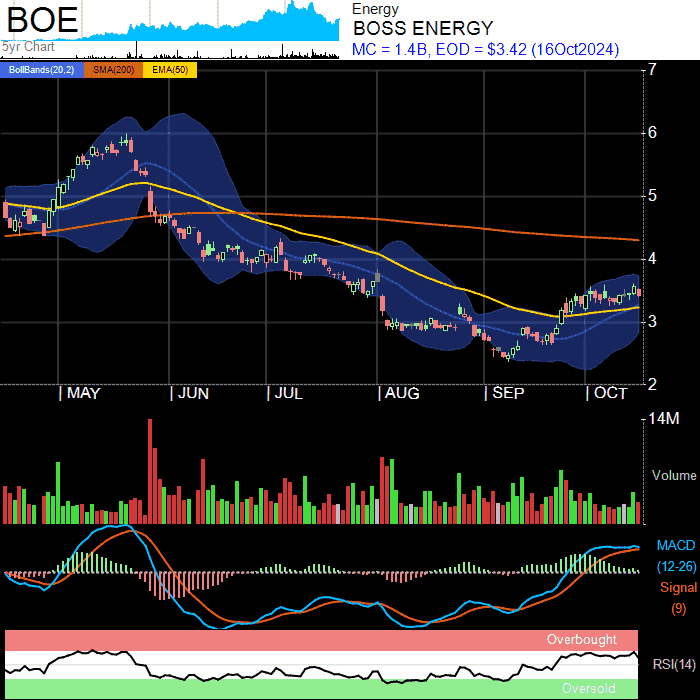 BOE
5yr Chart
Energy
BOSS ENERGY
MC = 1.4B, EOD = $3.42 (16Oct2024)
BollBands(20,2) SMA(200) EMA(50)
7
6
5
4
3
2
| MAY | JUN | JUL | AUG | SEP | OCT
14M
Volume
MACD
(12-26)
Signal
(9)
Overbought
RSI(14)
Oversold